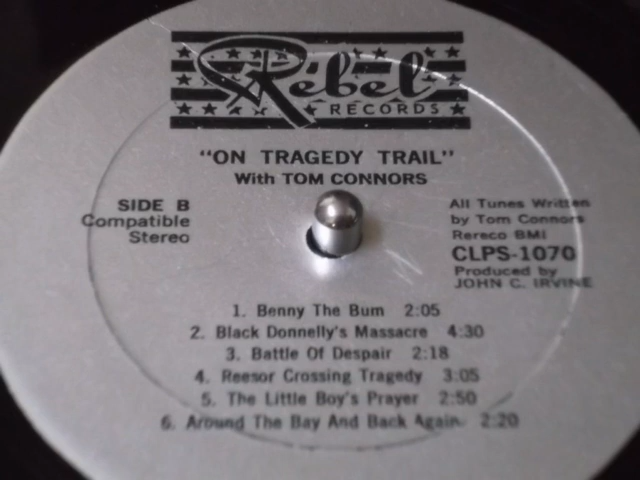 Rebel
RECORDS
"ON TRAGEDY TRAIL"
With TOM CONNORS
SIDE B
Compatible
Stereo
All Tunes Written
by Tom Connors
Rereco BMI
CLPS-1070
Produced by
JOHN C. IRVINE
1. Benny The Bum 2:05
2. Black Donnelly's Massacre 4:30
3. Battle Of Despair 2:18
4. Reesor Crossing Tragedy 3:05
5. The Little Boy's Prayer 2:50
6. Around The Bay And Back Again 2:20